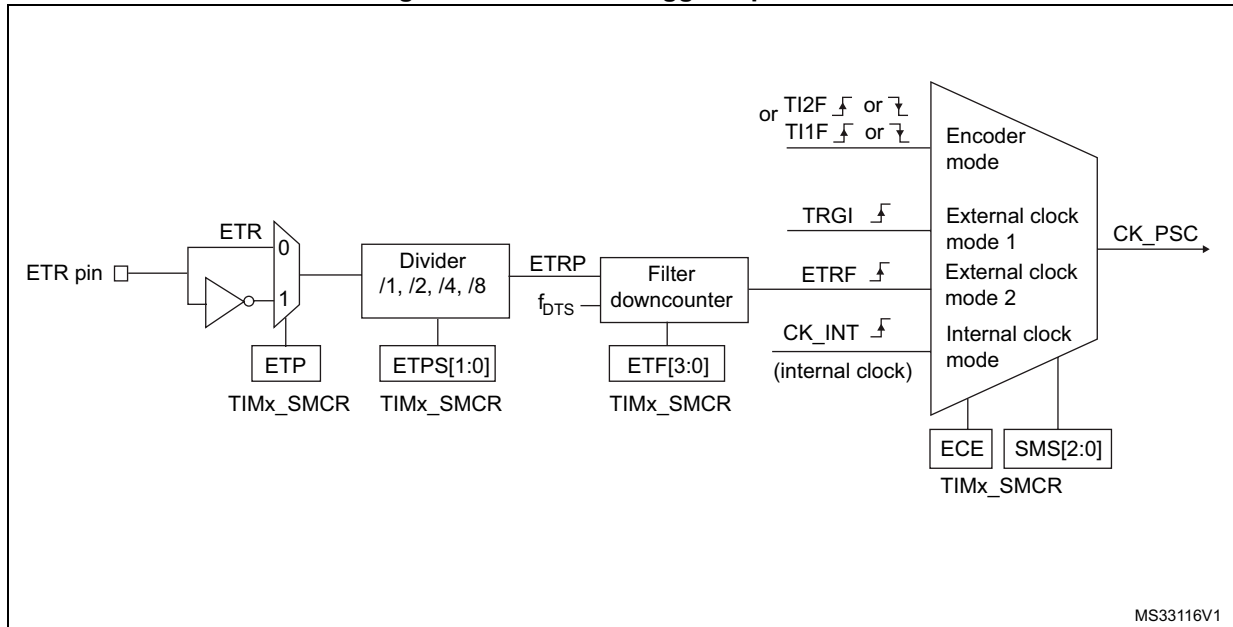 or TI2F or
TI1F or
Encoder
mode
TRGI
External clock
mode 1
CK_PSC
ETR
0
ETR pin
1
Divider
/1, /2, /4, /8
ETRP
fDTS
Filter
downcounter
ETRF
External clock
mode 2
CK_INT
(internal clock)
Internal clock
mode
ETP
TIMx_SMCR
ETPS[1:0]
TIMx_SMCR
ETF[3:0]
TIMx_SMCR
ECE
SMS[2:0]
TIMx_SMCR
MS33116V1